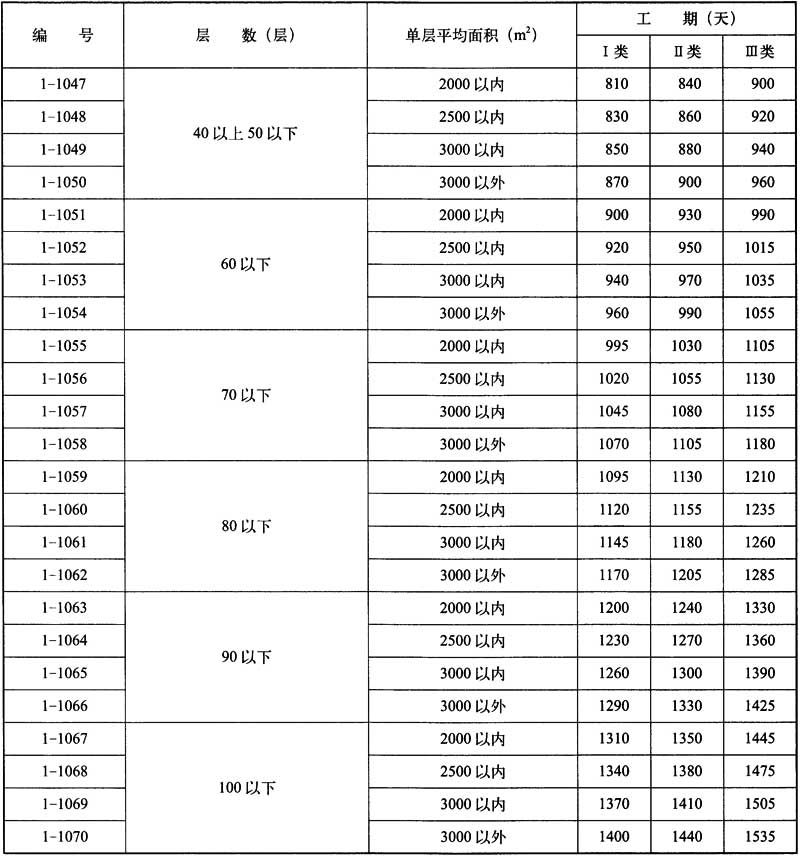 编 号 层 数（层） 单层平均面积（m²） 工 期（天）
Ⅰ类 Ⅱ类 Ⅲ类
1-1047 40以上50以下 2000以内 810 840 900
1-1048 2500以内 830 860 920
1-1049 3000以内 850 880 940
1-1050 3000以外 870 900 960
1-1051 60以下 2000以内 900 930 990
1-1052 2500以内 920 950 1015
1-1053 3000以内 940 970 1035
1-1054 3000以外 960 990 1055
1-1055 70以下 2000以内 995 1030 1105
1-1056 2500以内 1020 1055 1130
1-1057 3000以内 1045 1080 1155
1-1058 3000以外 1070 1105 1180
1-1059 80以下 2000以内 1095 1130 1210
1-1060 2500以内 1120 1155 1235
1-1061 3000以内 1145 1180 1260
1-1062 3000以外 1170 1205 1285
1-1063 90以下 2000以内 1200 1240 1330
1-1064 2500以内 1230 1270 1360
1-1065 3000以内 1260 1300 1390
1-1066 3000以外 1290 1330 1425
1-1067 100以下 2000以内 1310 1350 1445
1-1068 2500以内 1340 1380 1475
1-1069 3000以内 1370 1410 1505
1-1070 3000以外 1400 1440 1535